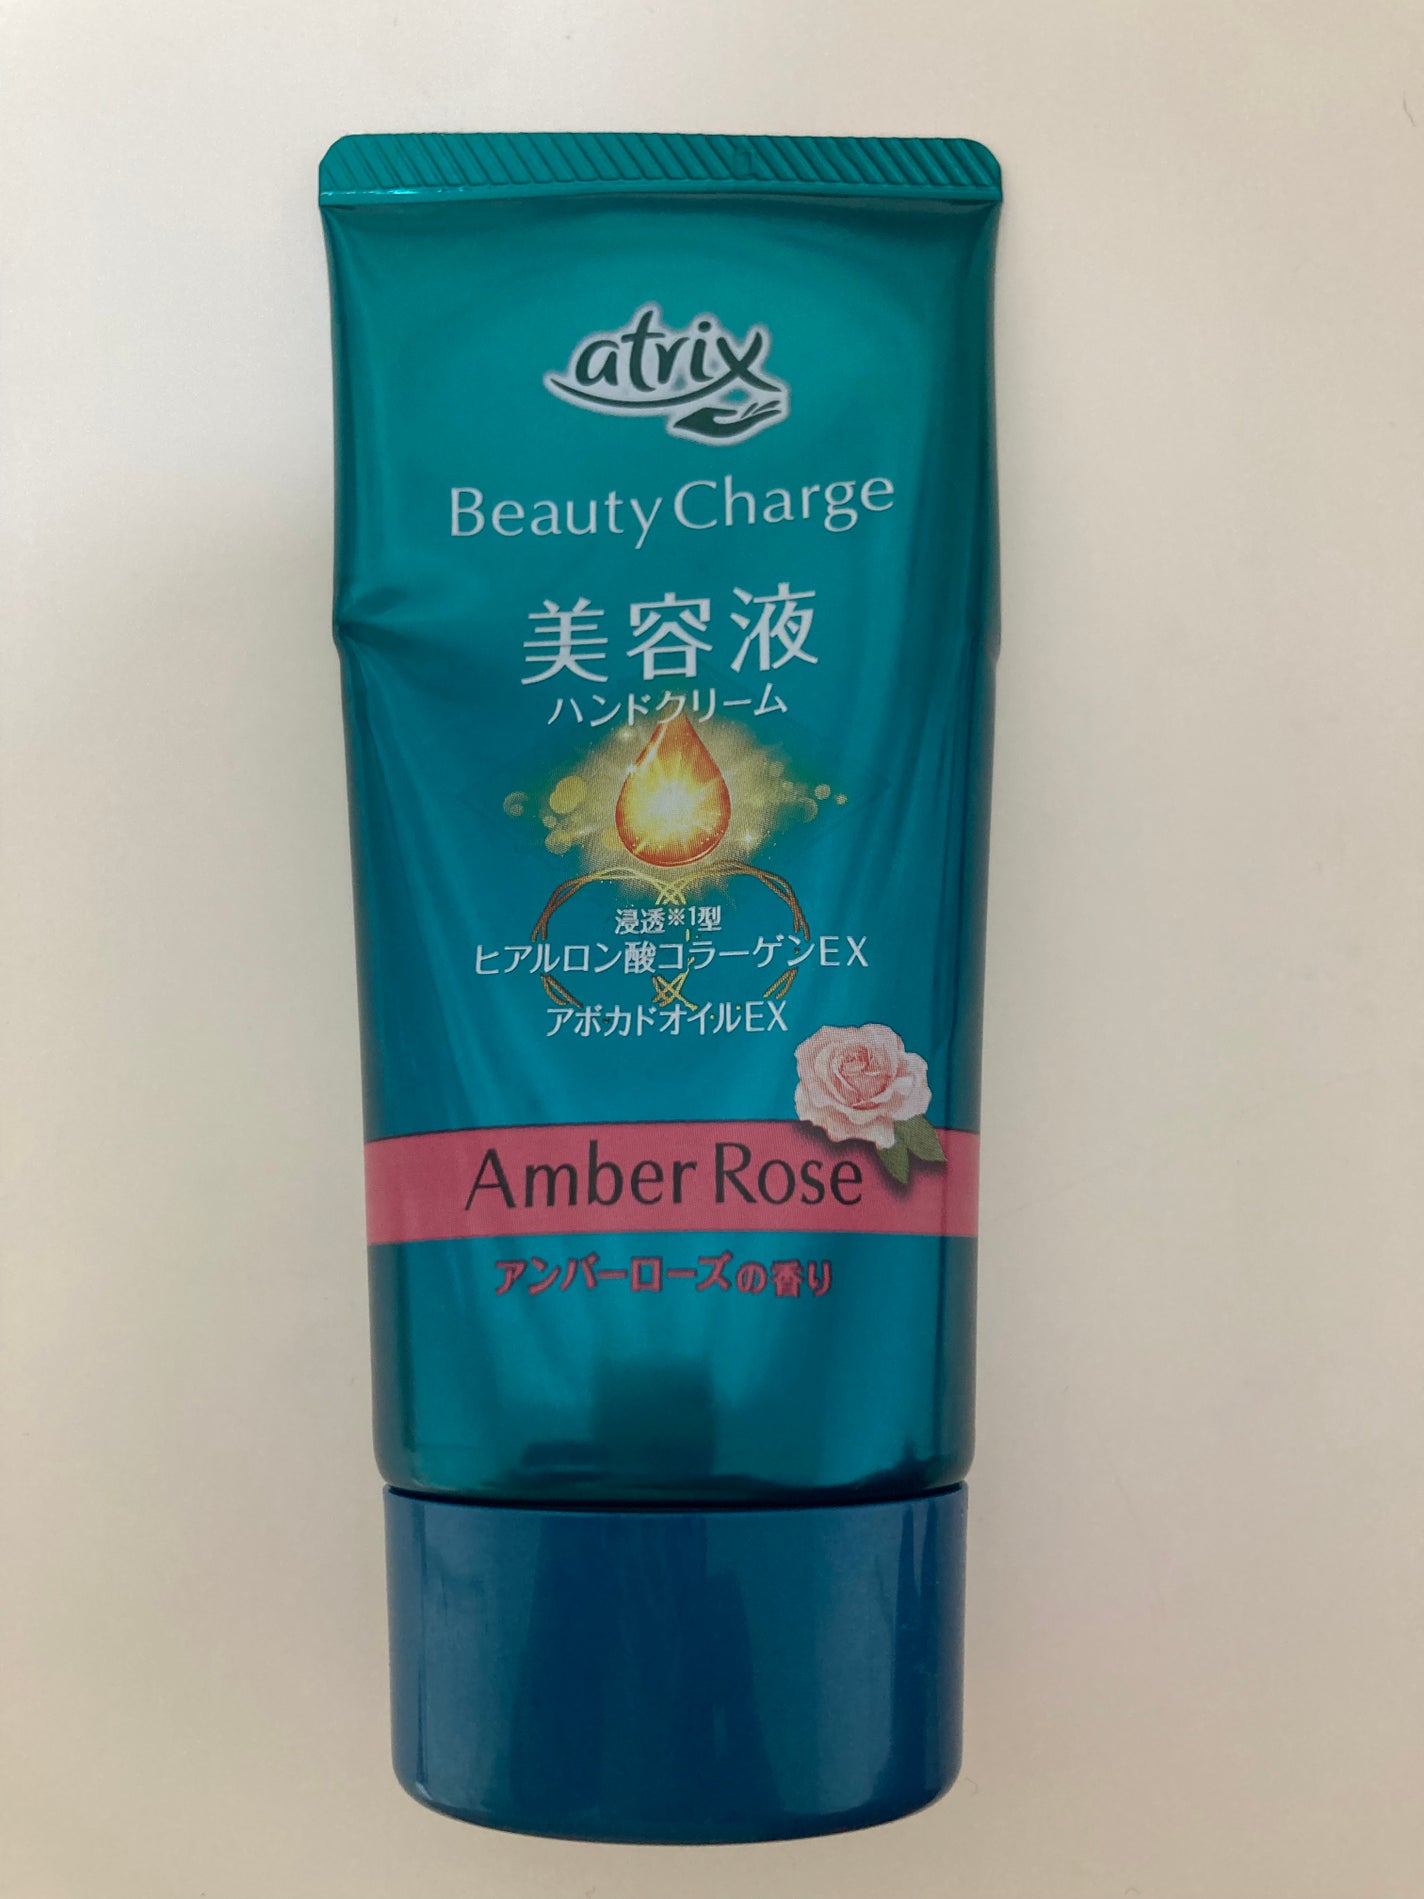 atrix
Beauty Charge
美容液
ハンドクリーム
浸透※1型
ヒアルロン酸コラーゲンEX
×
アボカドオイルEX
Amber Rose
アンバーローズの香り